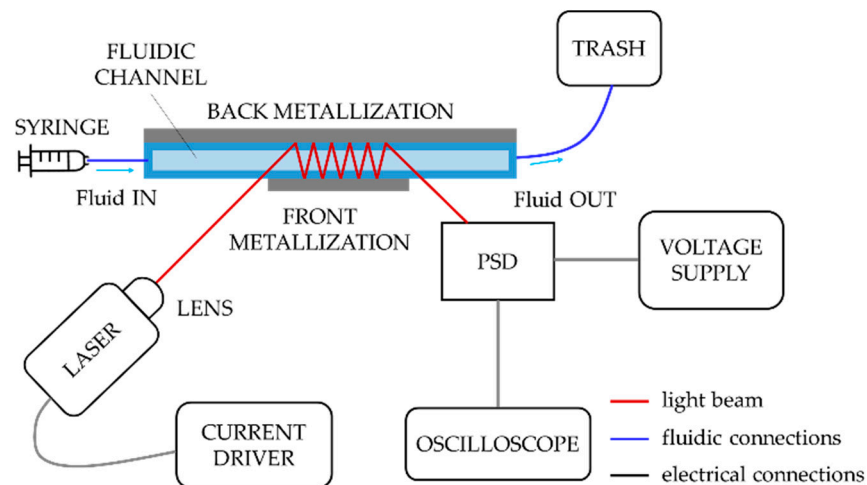 TRASH
FLUIDIC
CHANNEL
BACK METALLIZATION
SYRINGE
Fluid IN
Fluid OUT
FRONT
METALLIZATION
PSD
VOLTAGE
SUPPLY
LENS
LASER
CURRENT
DRIVER
OSCILLOSCOPE
light beam
fluidic connections
electrical connections